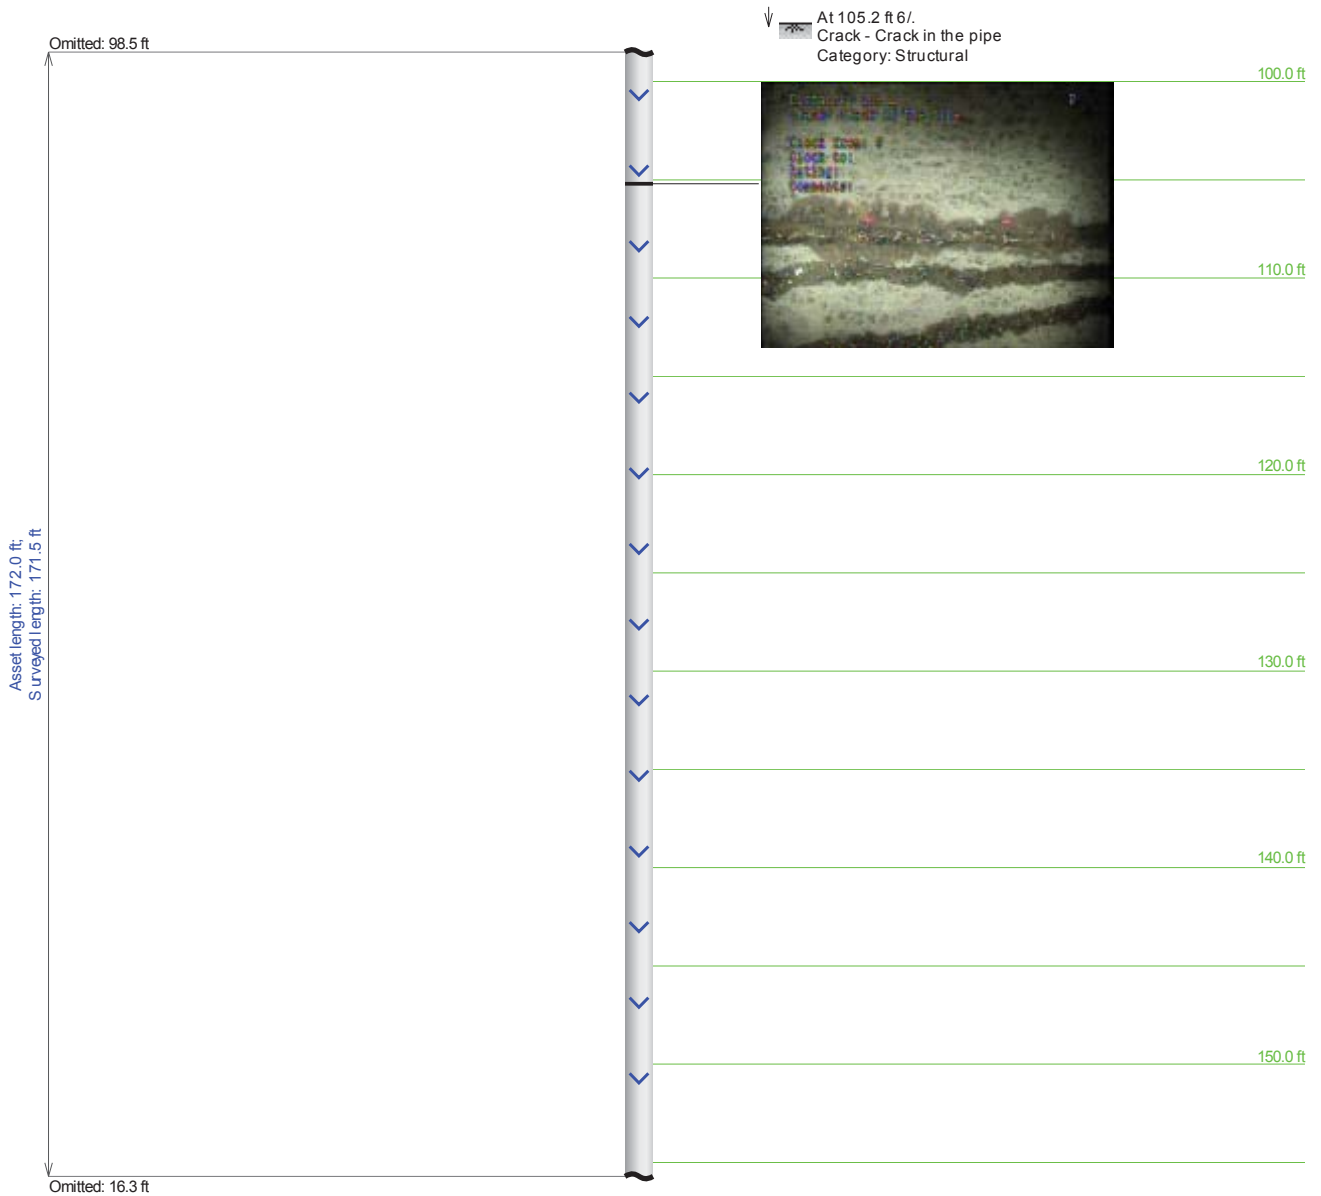 At 105.2 ft 6/.
Crack - Crack in the pipe
Category: Structural
Omitted: 98.5 ft
100.0 ft
110.0 ft
120.0 ft
Asset length: 172.0 ft;
Surveyed length: 171.5 ft
130.0 ft
140.0 ft
150.0 ft
Omitted: 16.3 ft